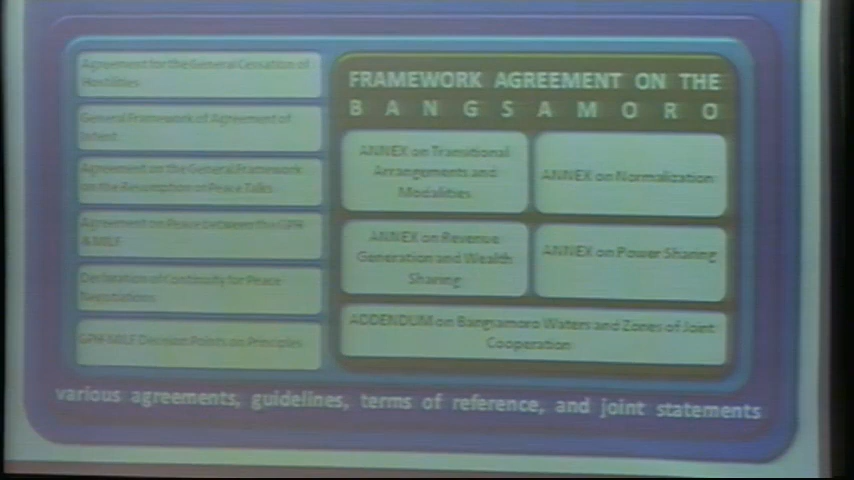 Agreement for the General Cessation of
Hostilities
General Framework of Agreement of
Intent
Agreement on the General Framework
on the Resumption of Peace Talks
Agreement on Peace between the GPH
& MILF
Declaration of Continuity for Peace
Negotiations
GPH-MILF Decision Points on Principles
FRAMEWORK AGREEMENT ON THE
BANGSAMORO
ANNEX on Transitional
Arrangements and
Modalities
ANNEX on Normalization
ANNEX on Revenue
Generation and Wealth
Sharing
ANNEX on Power Sharing
ADDENDUM on Bangsamoro Waters and Zones of Joint
Cooperation
various agreements, guidelines, terms of reference, and joint statements